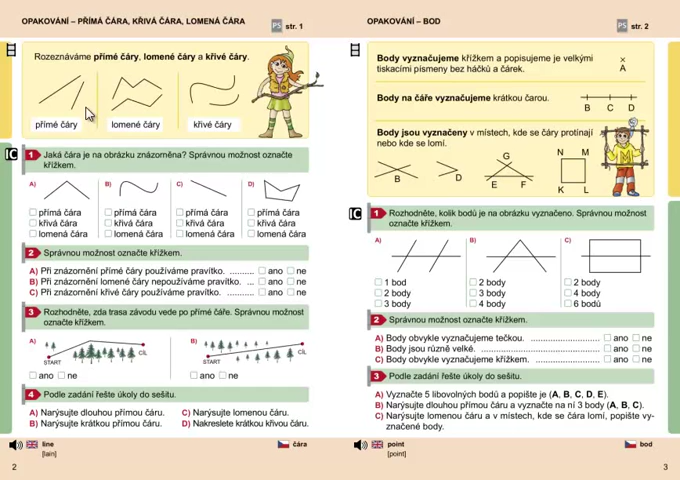 OPAKOVÁNÍ – PŘÍMÁ ČÁRA, KŘIVÁ ČÁRA, LOMENÁ ČÁRA
PS str. 1
Rozeznáváme přímé čáry, lomené čáry a křivé čáry.
přímé čáry lomené čáry křivé čáry
1 Jaká čára je na obrázku znázorněna? Správnou možnost označte
křížkem.
A) B) C) D)
přímá čára přímá čára přímá čára přímá čára
křivá čára křivá čára křivá čára křivá čára
lomená čára lomená čára lomená čára lomená čára
2 Správnou možnost označte křížkem.
A) Při znázornění přímé čáry používáme pravítko. .......... ano ne
B) Při znázornění lomené čáry nepoužíváme pravítko. ... ano ne
C) Při znázornění křivé čáry používáme pravítko. .......... ano ne
3 Rozhodněte, zda trasa závodu vede po přímé čáře. Správnou možnost
označte křížkem.
A) START CÍL B) START CÍL
ano ne ano ne
4 Podle zadání řešte úkoly do sešitu.
A) Narýsujte dlouhou přímou čáru. C) Narýsujte lomenou čáru.
B) Narýsujte krátkou přímou čáru. D) Nakreslete krátkou křivou čáru.
line čára
[lain]
2
OPAKOVÁNÍ – BOD
PS str. 2
Body vyznačujeme křížkem a popisujeme je velkými
tiskacími písmeny bez háčků a čárek.
× A
Body na čáře vyznačujeme krátkou čarou.
B C D
Body jsou vyznačeny v místech, kde se čáry protínají
nebo kde se lomí.
B D G E F N M K L
1 Rozhodněte, kolik bodů je na obrázku vyznačeno. Správnou možnost
označte křížkem.
A) B) C)
1 bod 2 body 2 body
2 body 3 body 4 body
3 body 4 body 6 bodů
2 Správnou možnost označte křížkem.
A) Body obvykle vyznačujeme tečkou. .......................... ano ne
B) Body jsou různě velké. .......................... ano ne
C) Body obvykle vyznačujeme křížkem. .......................... ano ne
3 Podle zadání řešte úkoly do sešitu.
A) Vyznačte 5 libovolných bodů a popište je (A, B, C, D, E).
B) Narýsujte dlouhou přímou čáru a vyznačte na ní 3 body (A, B, C).
C) Narýsujte lomenou čáru a v místech, kde se čára lomí, popište vy-
značené body.
point bod
[point]
3